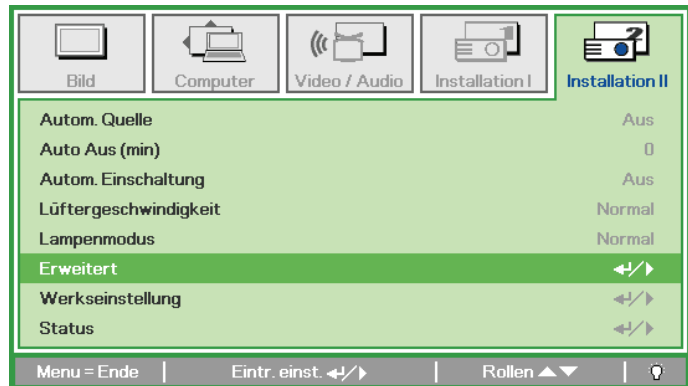 Bild Computer Video / Audio Installation I Installation II
Autom. Quelle Aus
Auto Aus (min) 0
Autom. Einschaltung Aus
Lüftergeschwindigkeit Normal
Lampenmodus Normal
Erweitert
Werkseinstellung
Status
Menu = Ende Eintr. einst. Rollen